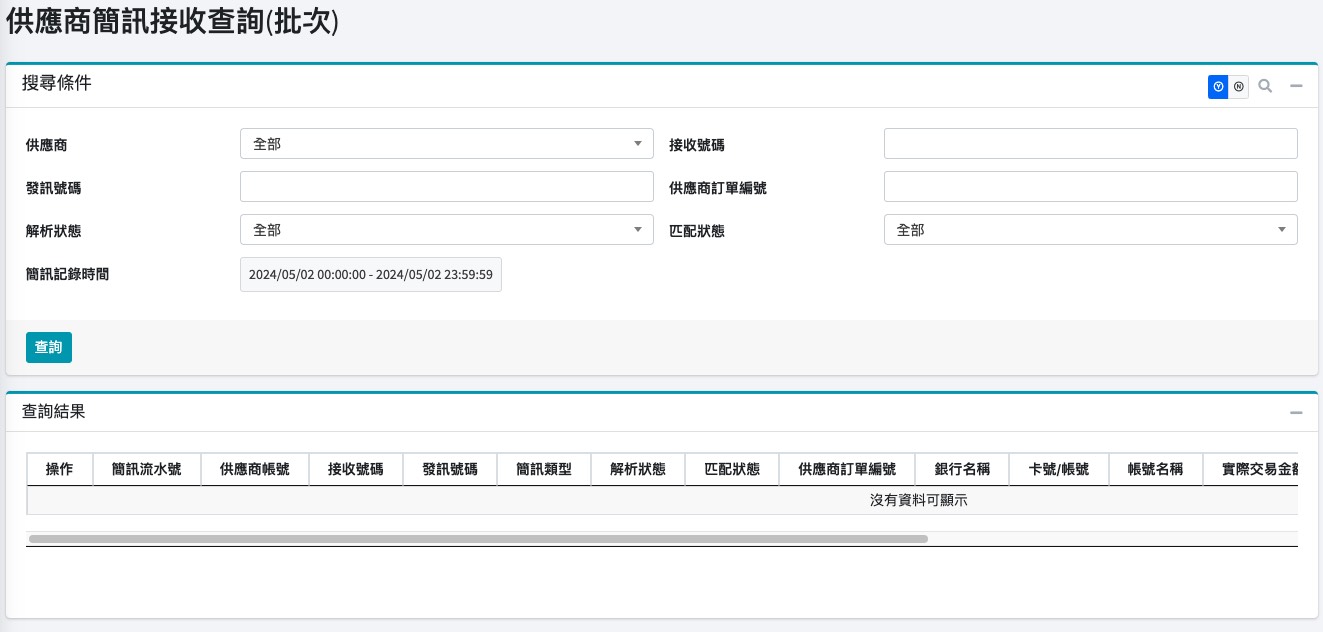 供應商簡訊接收查詢(批次)
搜尋條件
Y N
供應商 全部 接收號碼
發訊號碼 供應商訂單編號
解析狀態 全部 匹配狀態 全部
簡訊記錄時間 2024/05/02 00:00:00 - 2024/05/02 23:59:59
查詢
查詢結果
操作 簡訊流水號 供應商帳號 接收號碼 發訊號碼 簡訊類型 解析狀態 匹配狀態 供應商訂單編號 銀行名稱 卡號/帳號 帳號名稱 實際交易金額
沒有資料可顯示